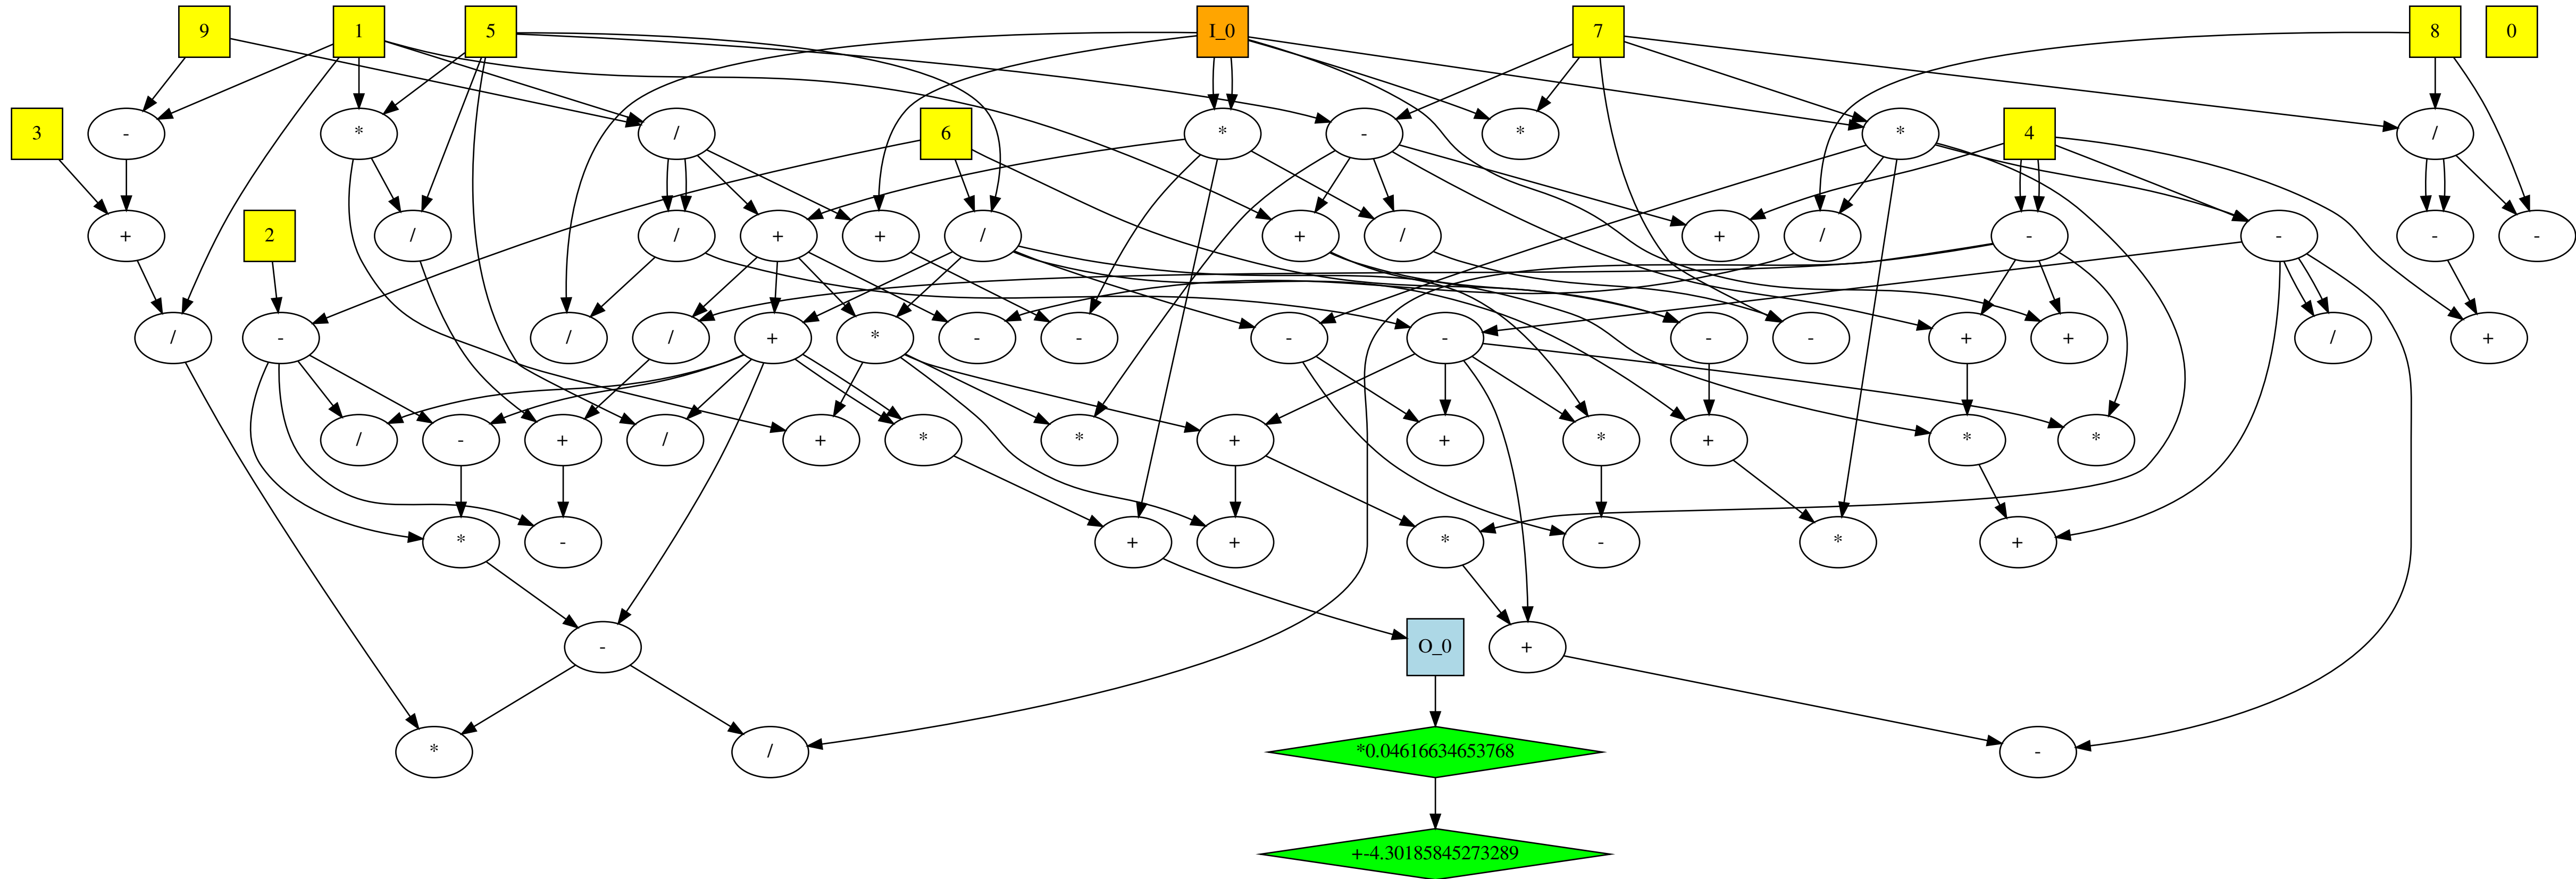 9 1 5 I_0 7 8 0
3 - * / 6 * - * * 4 /
+ 2 / / + + / + / + / - - - -
/ - / / + * - - - - - - + + / +
/ - + / + * * + + * + * *
* - + + * - * +
- O_0 +
* / *0.04616634653768 -
+-4.30185845273289